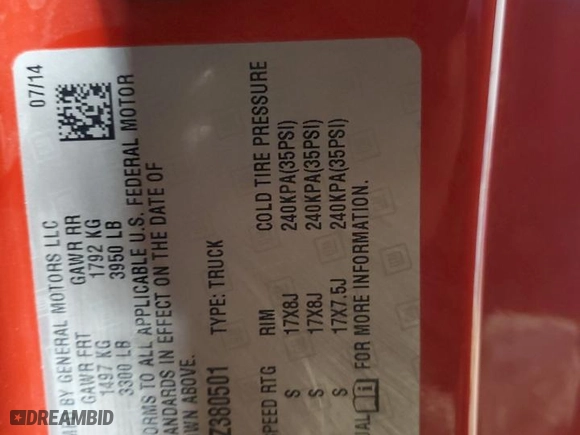 07/14
MFD BY GENERAL MOTORS LLC
GAWR FRT GAWR RR
1497 KG 1792 KG
3300 LB 3950 LB
ORMS TO ALL APPLICABLE U.S. FEDERAL MOTOR
ANDARDS IN EFFECT ON THE DATE OF
WN ABOVE.
Z380501 TYPE: TRUCK
SPEED RTG RIM COLD TIRE PRESSURE
S 17X8J 240KPA(35PSI)
S 17X8J 240KPA(35PSI)
S 17X7.5J 240KPA(35PSI)
UAL FOR MORE INFORMATION.
DREAMBID